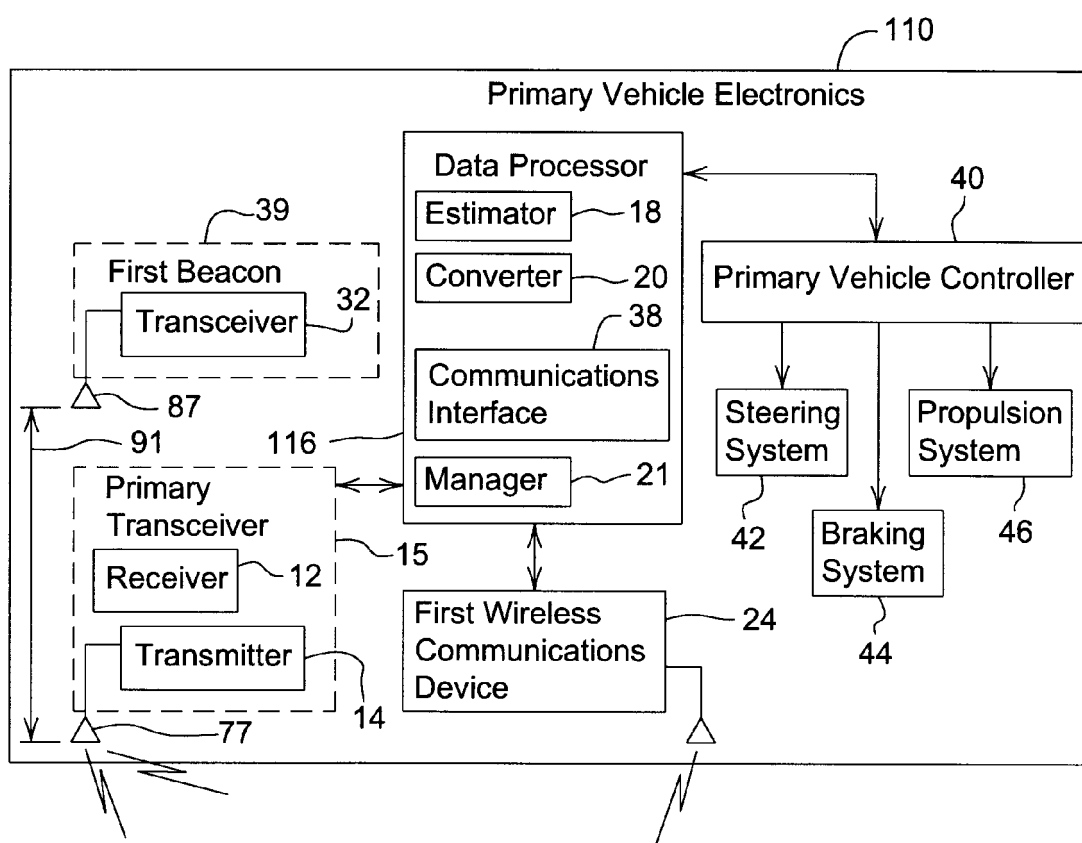 110
Primary Vehicle Electronics
Data Processor
Estimator
18
Converter
20
38
Communications
Interface
116
Manager
21
39
First Beacon
Transceiver
32
87
91
Primary
Transceiver
15
Receiver
12
Transmitter
14
77
First Wireless
Communications
Device
24
40
Primary Vehicle Controller
Steering
System
42
Braking
System
44
Propulsion
System
46